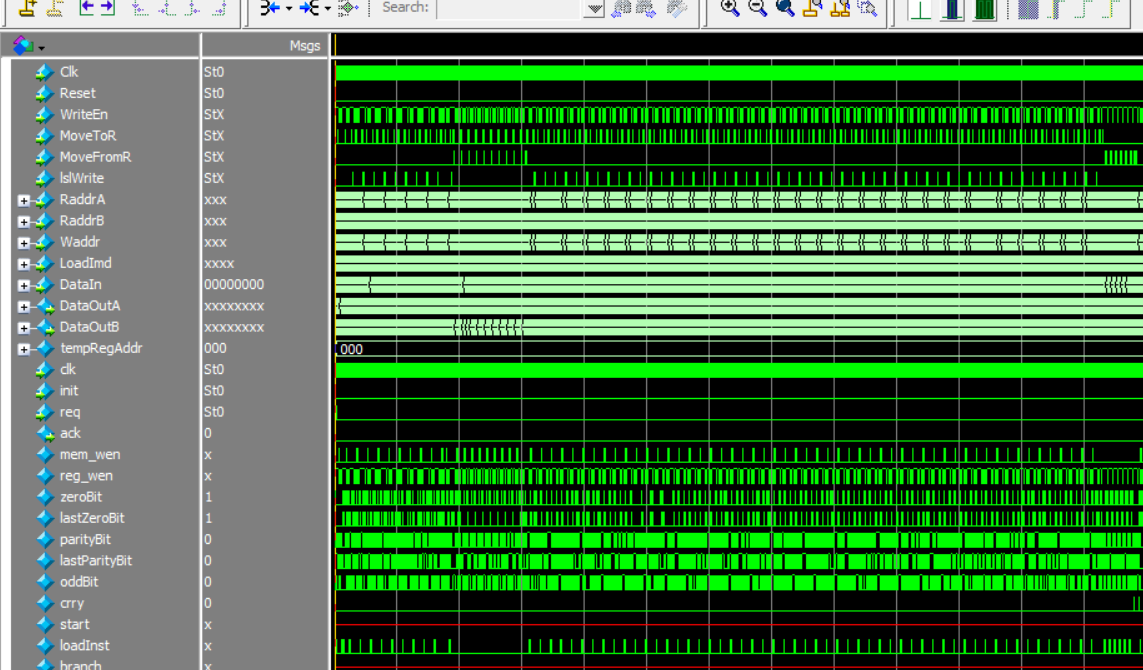 Search:
Msgs
Clk St0
Reset St0
WriteEn StX
MoveToR StX
MoveFromR StX
lslWrite StX
RaddrA xxx
RaddrB xxx
Waddr xxx
LoadImd xxxx
DataIn 00000000
DataOutA xxxxxxxx
DataOutB xxxxxxxx
tempRegAddr 000 000
clk St0
init St0
req St0
ack 0
mem_wen x
reg_wen x
zeroBit 1
lastZeroBit 1
parityBit 0
lastParityBit 0
oddBit 0
crry 0
start x
loadInst x
branch x